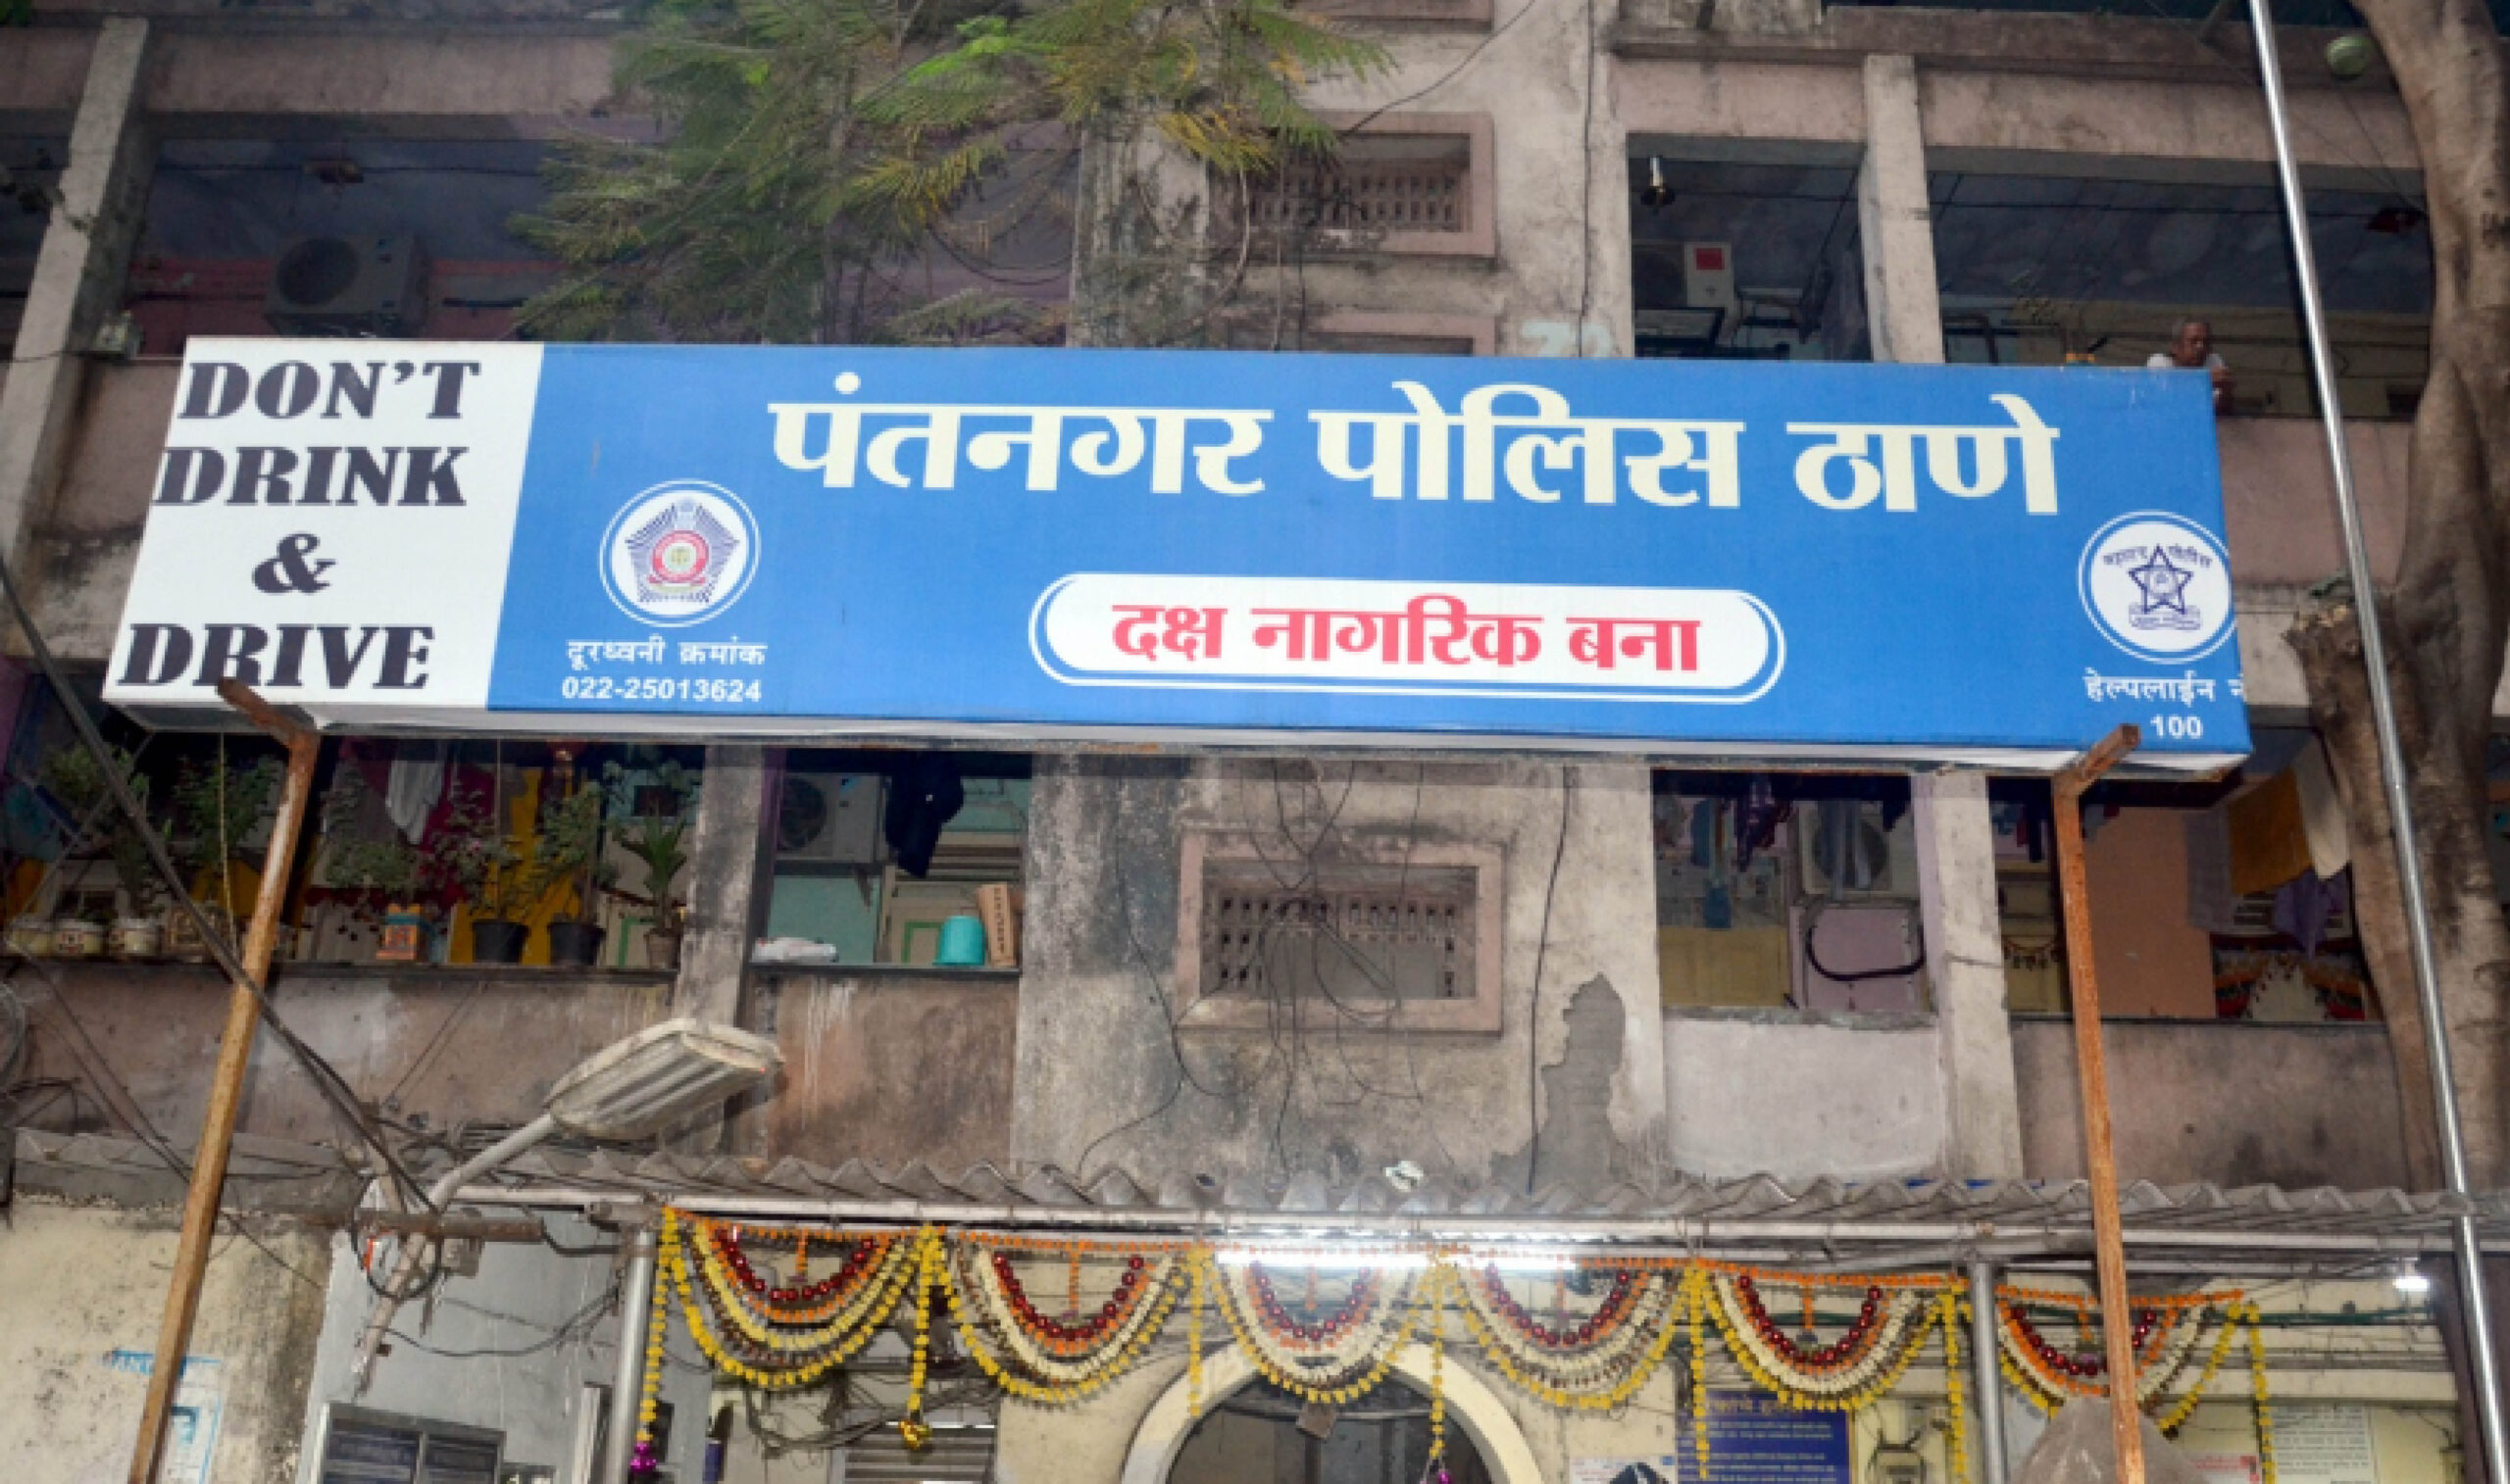 DON'T
DRINK
&
DRIVE
पंतनगर पोलिस ठाणे
दक्ष नागरिक बना
दूरध्वनी क्रमांक
022-25013624
हेल्पलाईन
100